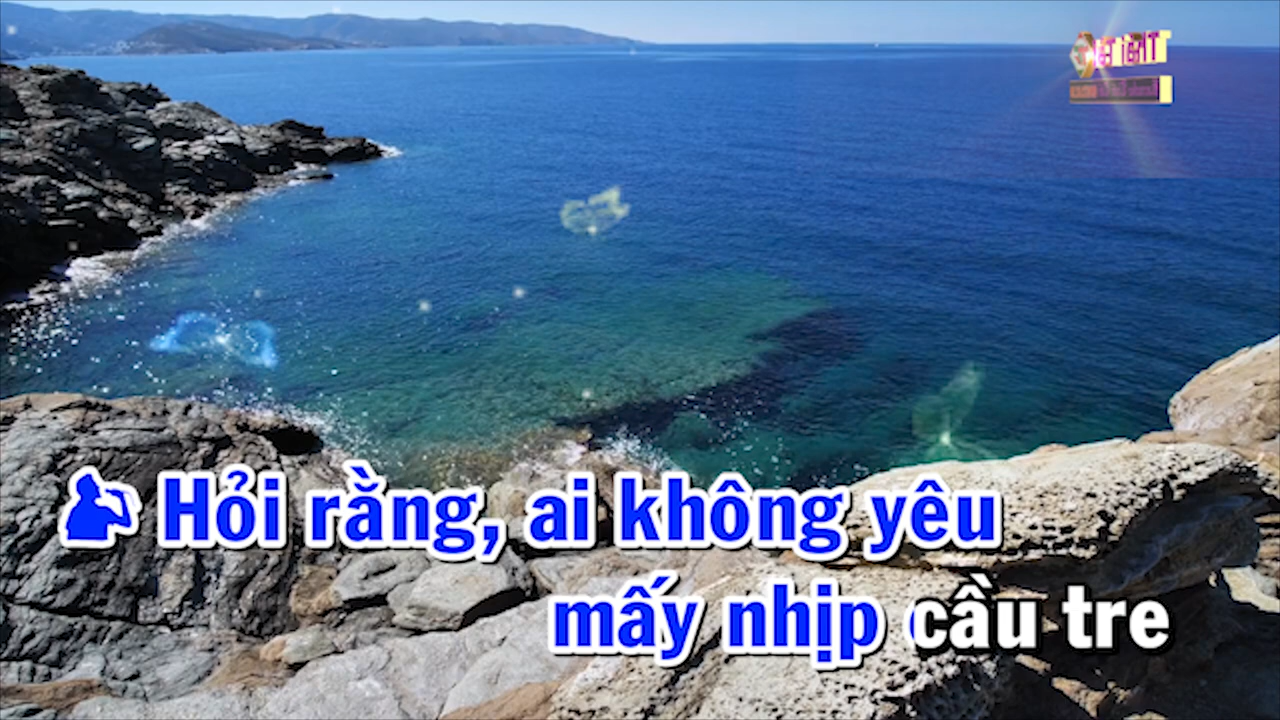 Hỏi rằng, ai không yêu
mấy nhịp cầu tre